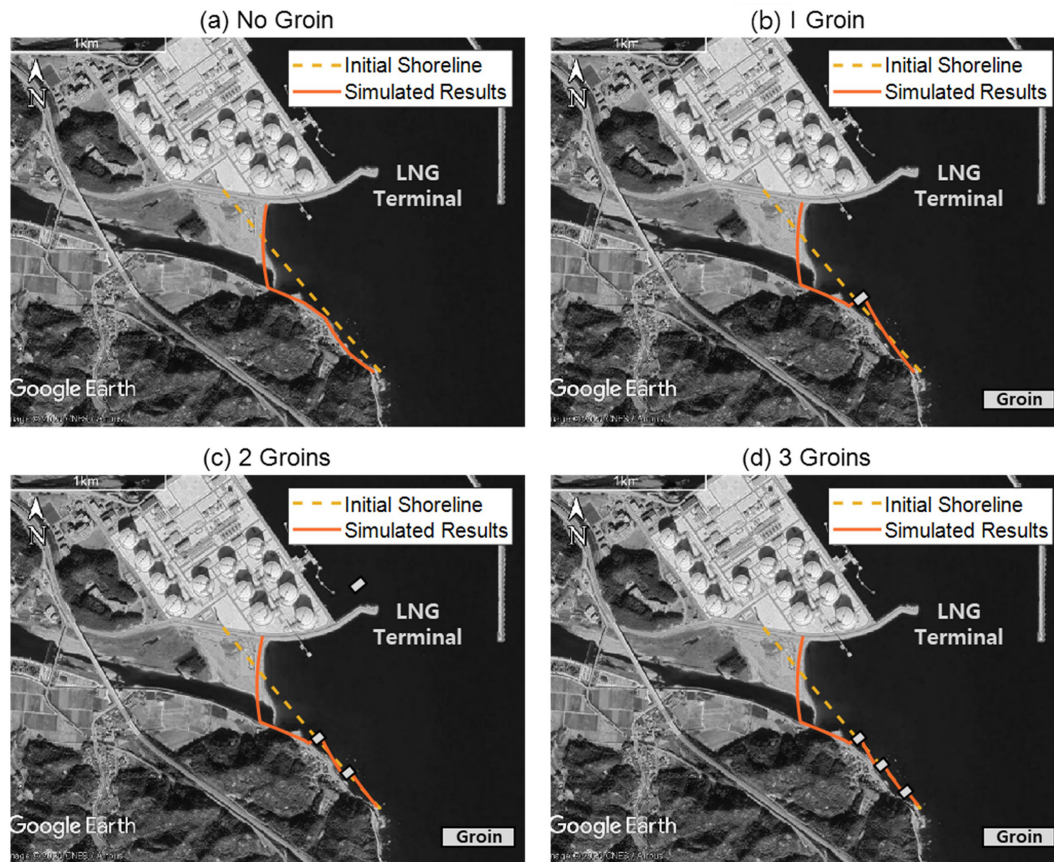 (a) No Groin
1km
N
Initial Shoreline
Simulated Results
LNG
Terminal
Google Earth
(b) 1 Groin
1km
N
Initial Shoreline
Simulated Results
LNG
Terminal
Google Earth
Groin
(c) 2 Groins
1km
N
Initial Shoreline
Simulated Results
LNG
Terminal
Google Earth
Groin
(d) 3 Groins
1km
N
Initial Shoreline
Simulated Results
LNG
Terminal
Google Earth
Groin